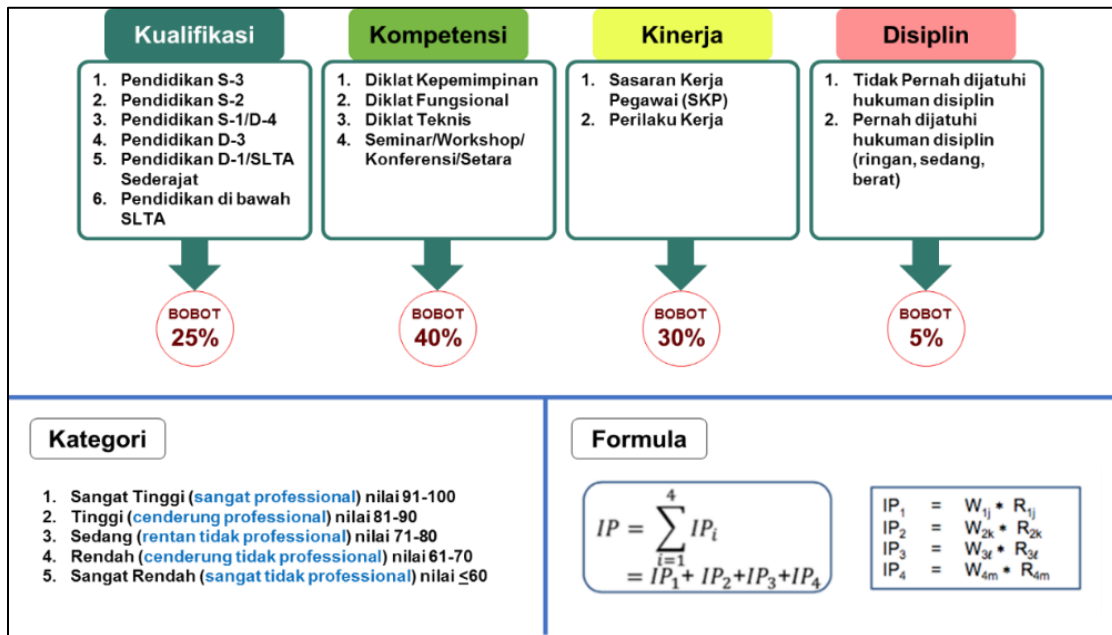 Kualifikasi
1. Pendidikan S-3
2. Pendidikan S-2
3. Pendidikan S-1/D-4
4. Pendidikan D-3
5. Pendidikan D-1/SLTA
Sederajat
6. Pendidikan di bawah
SLTA
BOBOT
25%
Kompetensi
1. Diklat Kepemimpinan
2. Diklat Fungsional
3. Diklat Teknis
4. Seminar/Workshop/
Konferensi/Setara
BOBOT
40%
Kinerja
1. Sasaran Kerja
Pegawai (SKP)
2. Perilaku Kerja
BOBOT
30%
Disiplin
1. Tidak Pernah dijatuhi
hukuman disiplin
2. Pernah dijatuhi
hukuman disiplin
(ringan, sedang,
berat)
BOBOT
5%
Kategori
1. Sangat Tinggi (sangat professional) nilai 91-100
2. Tinggi (cenderung professional) nilai 81-90
3. Sedang (rentan tidak professional) nilai 71-80
4. Rendah (cenderung tidak professional) nilai 61-70
5. Sangat Rendah (sangat tidak professional) nilai ≤60
Formula
IP = ∑_{i=1}^{4} IP_i
= IP₁+ IP₂+IP₃+IP₄
IP₁ = W₁ⱼ * R₁ⱼ
IP₂ = W₂ₖ * R₂ₖ
IP₃ = W₃ℓ * R₃ℓ
IP₄ = W₄ₘ * R₄ₘ